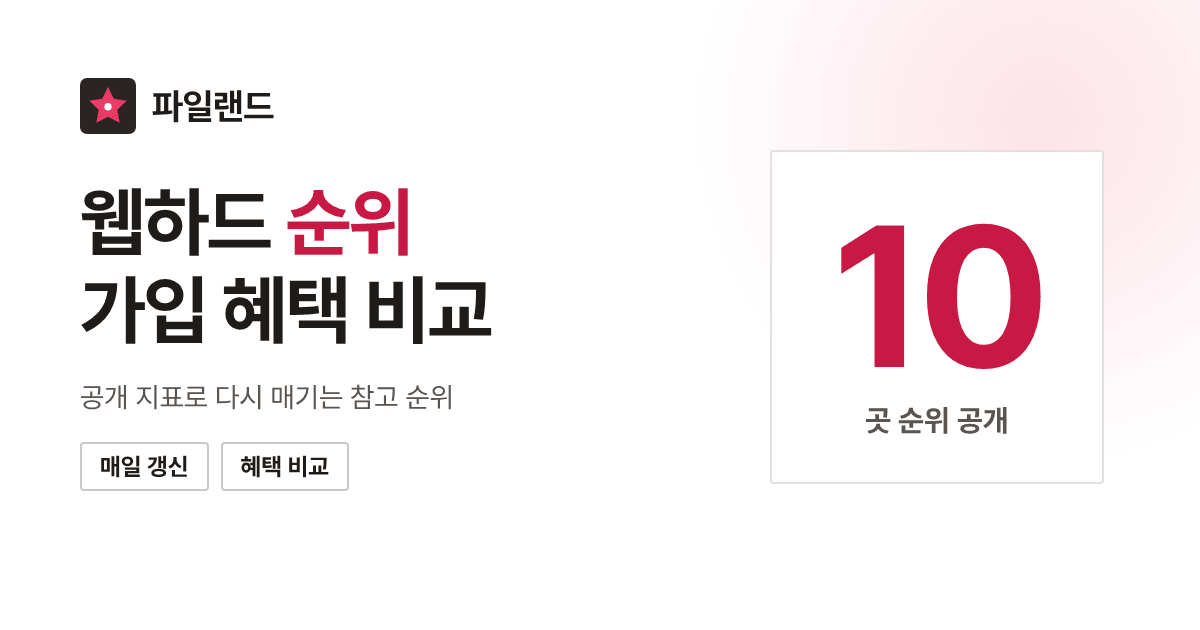 파일랜드
웹하드 순위
가입 혜택 비교
공개 지표로 다시 매기는 참고 순위
매일 갱신
혜택 비교
10
곳 순위 공개